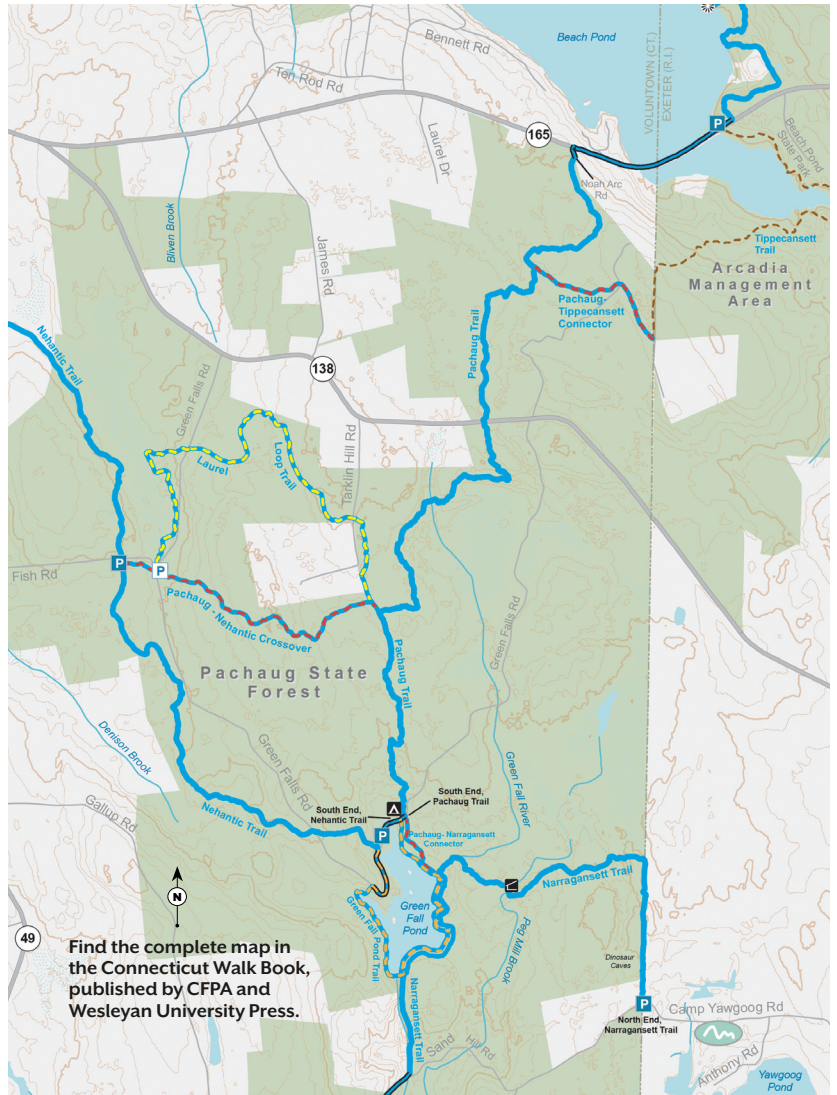 Bennett Rd
Beach Pond
Ten Rod Rd
VOLUNTOWN (CT.)
EXETER (R.I.)
Laurel Dr
165
P
Beach Pond
State Park
Noah Arc
Rd
Bliven Brook
James Rd
Tippecansett
Trail
Arcadia
Management
Area
Pachaug-
Tippecansett
Connector
Nehantic Trail
Pachaug Trail
138
Green Falls Rd
Laurel
Loop Trail
Tarklin Hill Rd
P
P
Fish Rd
Pachaug - Nehantic Crossover
Green Falls Rd
Pachaug Trail
Pachaug State
Forest
Denison Brook
Green Falls Rd
Green Fall River
Gallup Rd
Nehantic Trail
South End,
Nehantic Trail
South End,
Pachaug Trail
P
Pachaug- Narragansett
Connector
Narragansett Trail
N
Green Fall Pond Trail
Green
Fall
Pond
Peg Mill Brook
49
Find the complete map in
the Connecticut Walk Book,
published by CFPA and
Wesleyan University Press.
Narragansett Trail
Dinosaur
Caves
P
Camp Yawgoog Rd
North End,
Narragansett Trail
Sand Hill Rd
Anthony Rd
Yawgoog
Pond